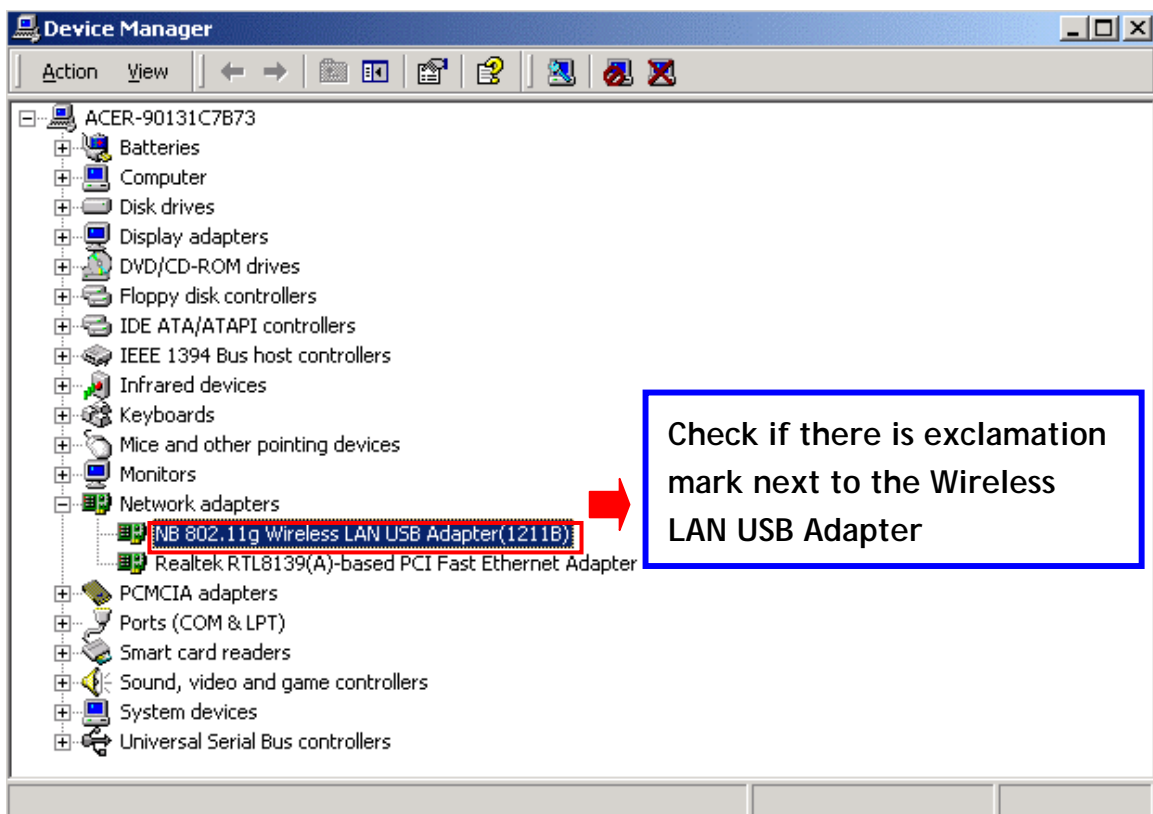 Device Manager
Action View
ACER-90131C7B73
Batteries
Computer
Disk drives
Display adapters
DVD/CD-ROM drives
Floppy disk controllers
IDE ATA/ATAPI controllers
IEEE 1394 Bus host controllers
Infrared devices
Keyboards
Mice and other pointing devices
Monitors
Network adapters
NB 802.11g Wireless LAN USB Adapter(1211B)
Realtek RTL8139(A)-based PCI Fast Ethernet Adapter
PCMCIA adapters
Ports (COM & LPT)
Smart card readers
Sound, video and game controllers
System devices
Universal Serial Bus controllers
Check if there is exclamation
mark next to the Wireless
LAN USB Adapter